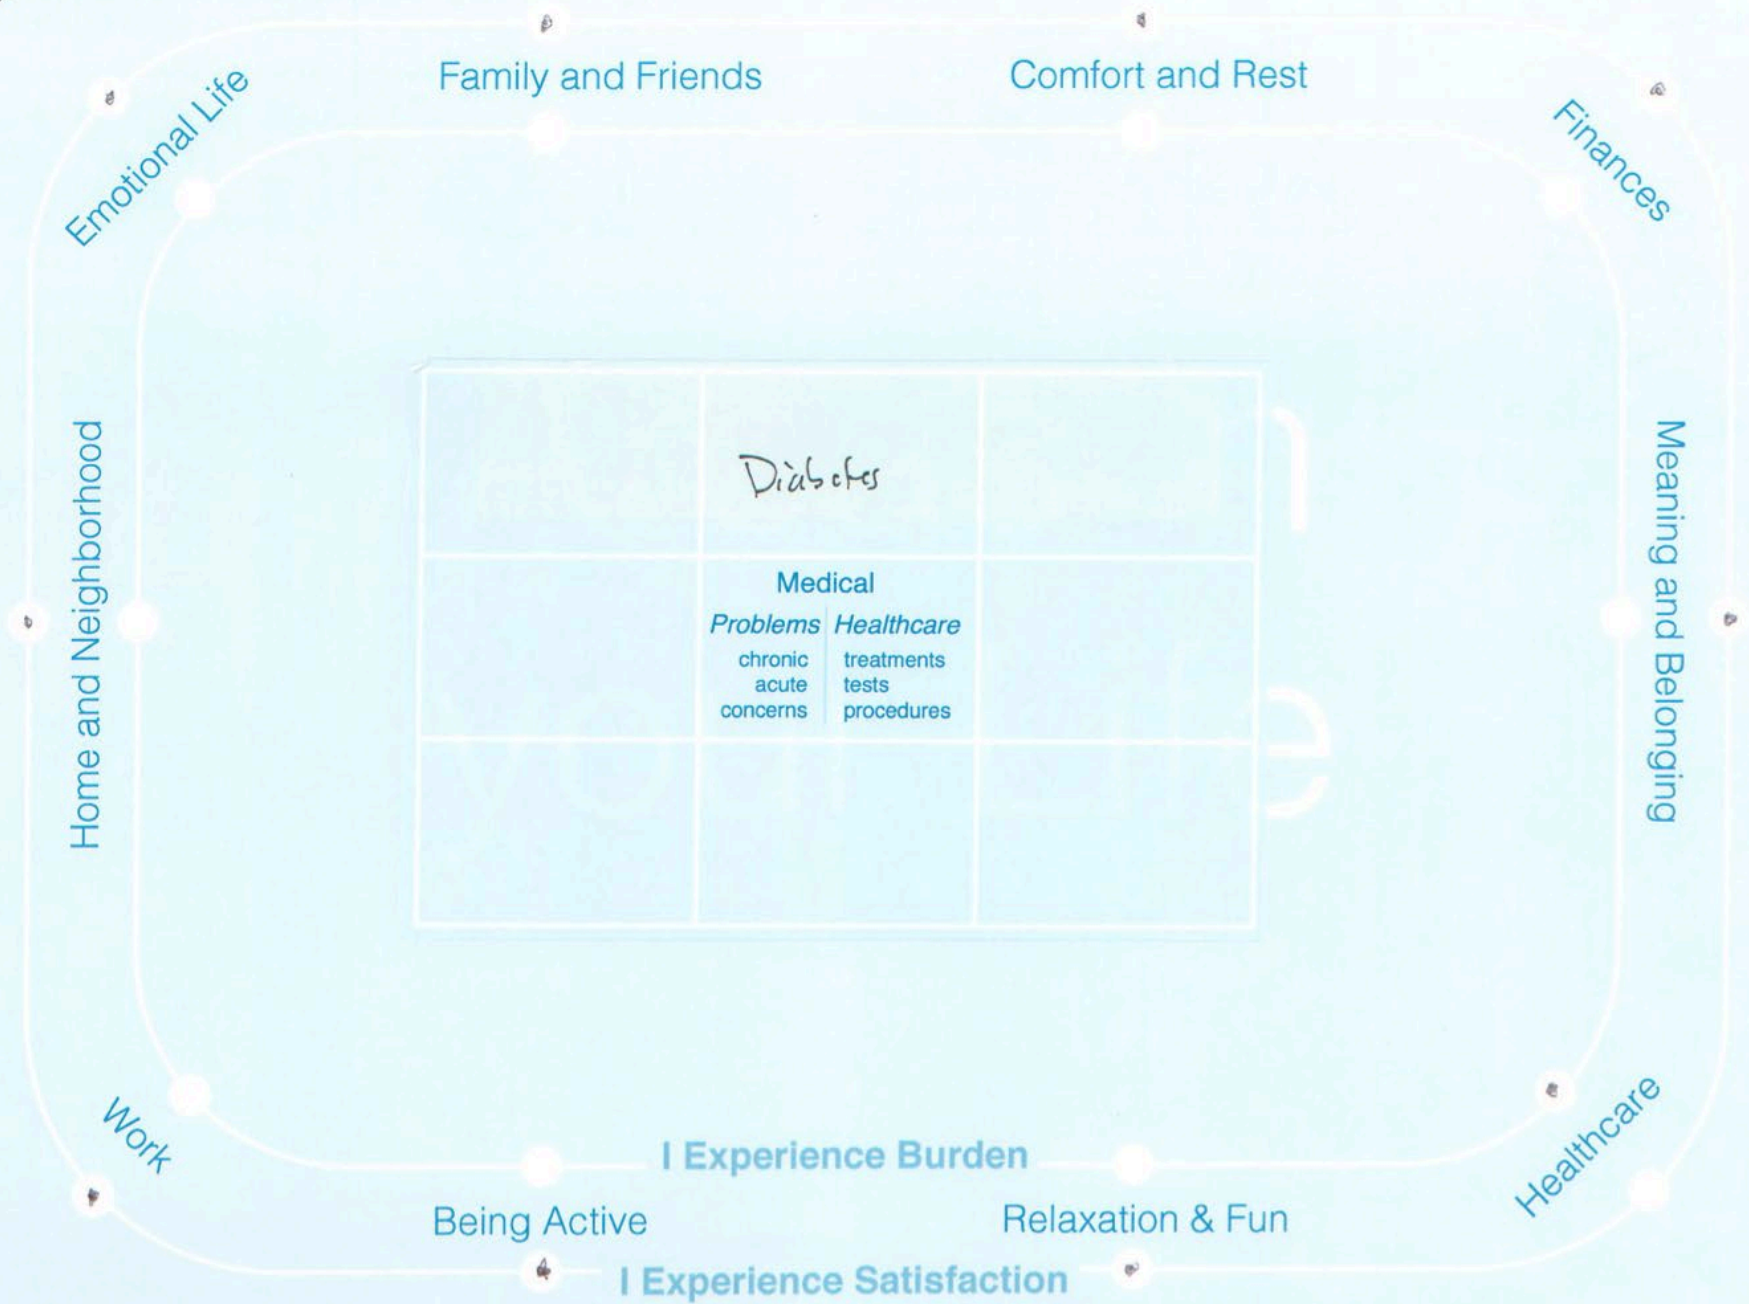 Family and Friends
Comfort and Rest
Emotional Life
Finances
Home and Neighborhood
Meaning and Belonging
Diabetes
Medical
Problems Healthcare
chronic treatments
acute tests
concerns procedures
Work
Healthcare
I Experience Burden
Being Active
Relaxation & Fun
I Experience Satisfaction